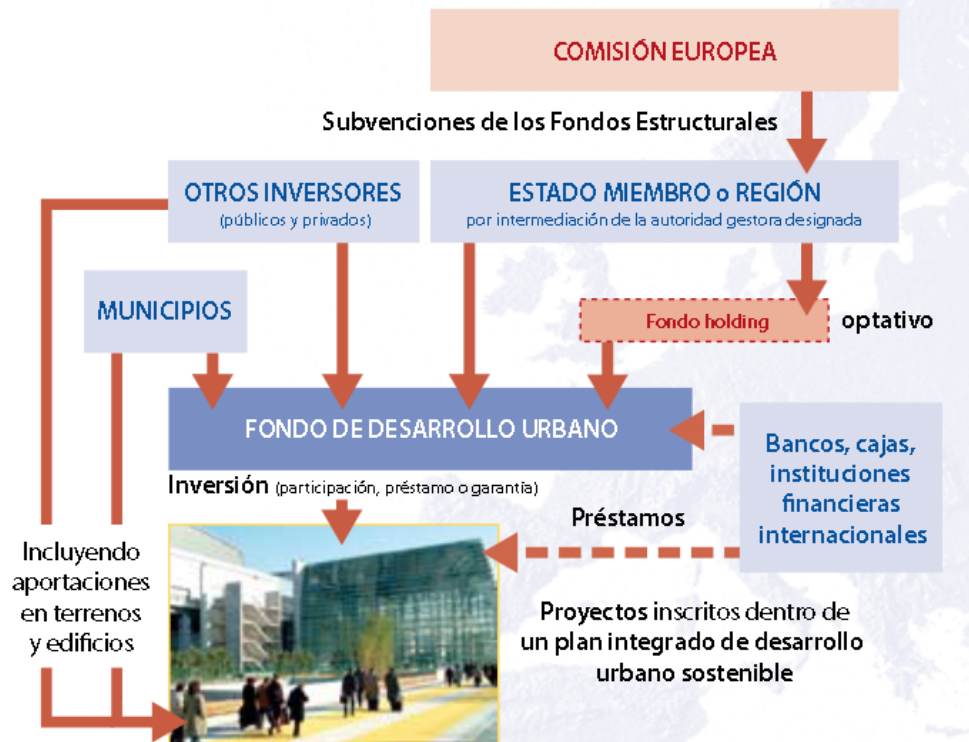 COMISIÓN EUROPEA
Subvenciones de los Fondos Estructurales
OTROS INVERSORES
(públicos y privados)
ESTADO MIEMBRO o REGIÓN
por intermediación de la autoridad gestora designada
MUNICIPIOS
Fondo holding
optativo
FONDO DE DESARROLLO URBANO
Bancos, cajas,
instituciones
financieras
internacionales
Inversión (participación, préstamo o garantía)
Préstamos
Incluyendo
aportaciones
en terrenos
y edificios
Proyectos inscritos dentro de
un plan integrado de desarrollo
urbano sostenible